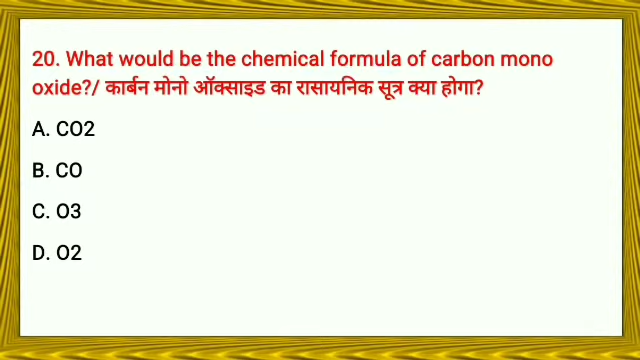 20. What would be the chemical formula of carbon mono
oxide?/ कार्बन मोनो ऑक्साइड का रासायनिक सूत्र क्या होगा?
A. CO2
B. CO
C. O3
D. O2